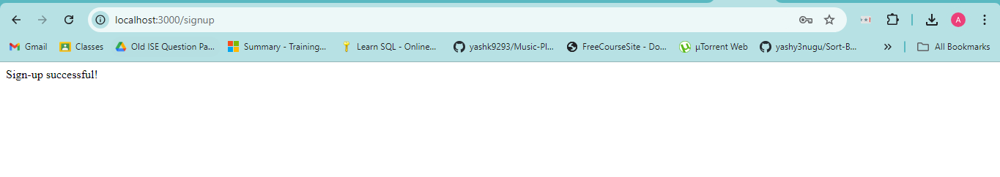 localhost:3000/signup
A
Gmail Classes Old ISE Question Pa... Summary - Training... Learn SQL - Online... yashk9293/Music-Pl... FreeCourseSite - Do... µTorrent Web yashy3nugu/Sort-B... » All Bookmarks
Sign-up successful!